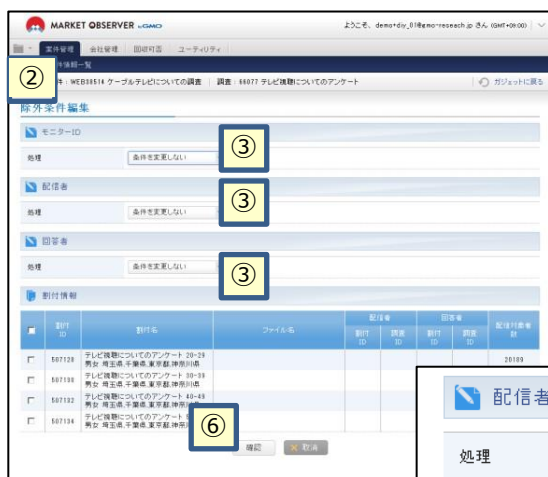 MARKET OBSERVER by GMO
ようこそ、demo+diy_01@gmo-reseach.jp さん (GMT+09:00)
案件管理 会社管理 回収可否 ユーティリティ
②
件情報一覧
件 : WEB38514 ケーブルテレビについての調査 調査 : 66077 テレビ視聴についてのアンケート ガジェットに戻る
除外条件編集
モニターID
処理 条件を変更しない ③
配信者
処理 条件を変更しない ③
回答者
処理 条件を変更しない ③
割付情報
割付ID 割付名 ファイル名 配信者 回答者 配信対象者数
割付ID 調査ID 割付ID 調査ID
507128 テレビ視聴についてのアンケート 20-29 20189
男女 埼玉県,千葉県,東京都,神奈川県
507130 テレビ視聴についてのアンケート 30-39
男女 埼玉県,千葉県,東京都,神奈川県
507132 テレビ視聴についてのアンケート 40-49
男女 埼玉県,千葉県,東京都,神奈川県
507134 テレビ視聴についてのアンケート
男女 埼玉県,千葉県,東京都,神奈川県
⑥
確認 取消
配信者
処理